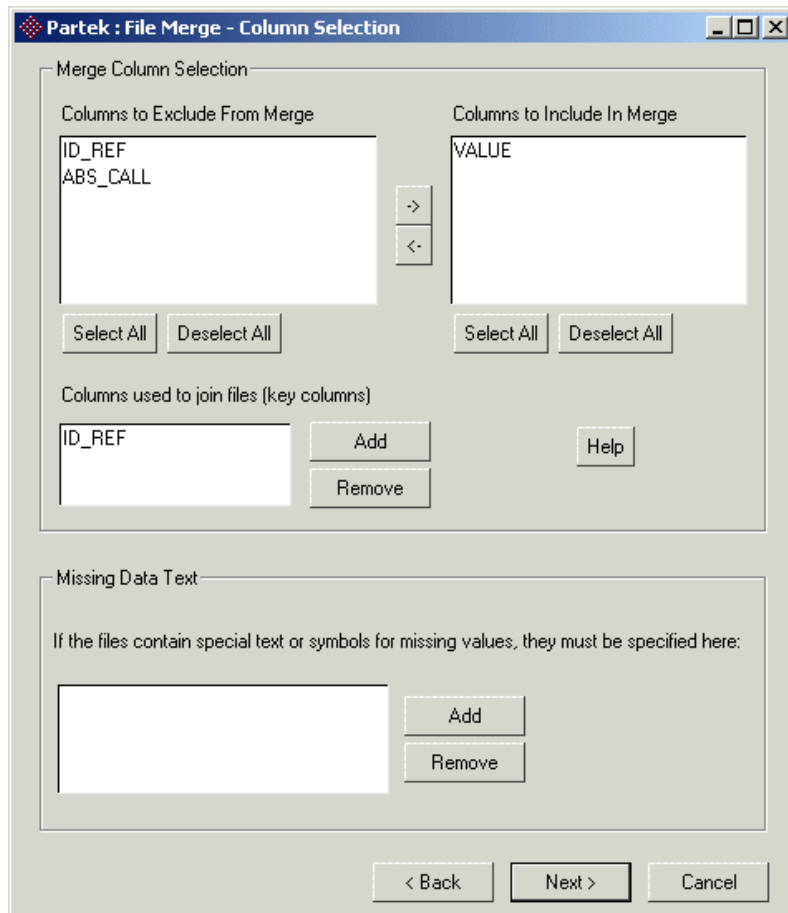 Partek : File Merge - Column Selection
Merge Column Selection
Columns to Exclude From Merge
Columns to Include In Merge
ID_REF
ABS_CALL
VALUE
->
<-
Select All
Deselect All
Select All
Deselect All
Columns used to join files (key columns)
ID_REF
Add
Remove
Help
Missing Data Text
If the files contain special text or symbols for missing values, they must be specified here:
Add
Remove
< Back
Next >
Cancel